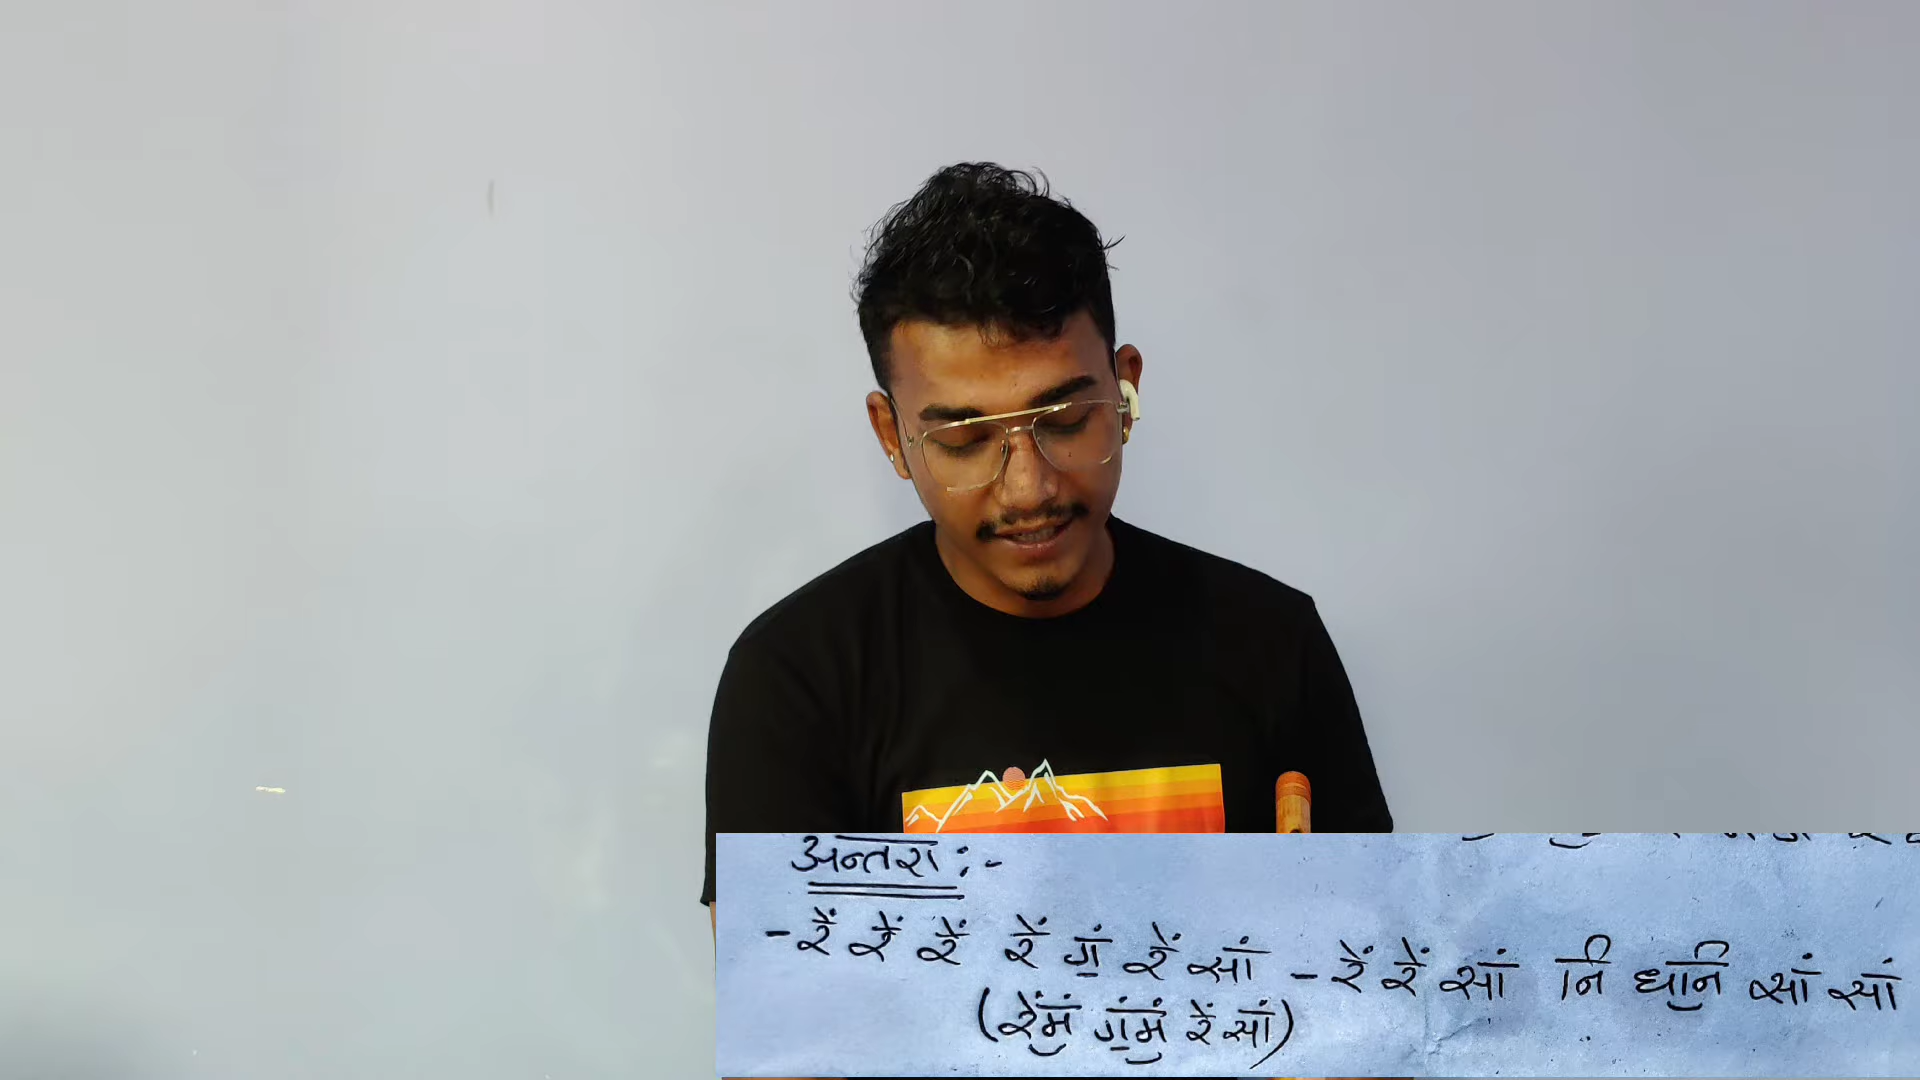 अन्तरा :-
- रें रें रें रें गं॒ रें सां - रें रें सां नि धनि सां सां
(रेंमं गं॒मं रें सां)